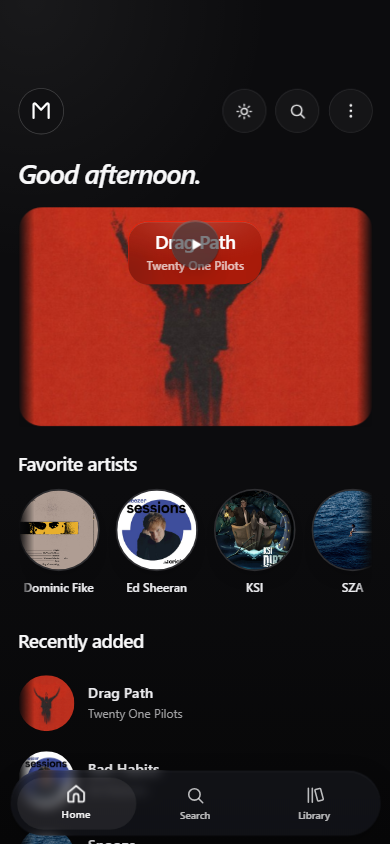 M
Good afternoon.
Drag Path
Twenty One Pilots
Favorite artists
sessions
KSI
Dominic Fike
Ed Sheeran
KSI
SZA
Recently added
Drag Path
Twenty One Pilots
sessions
Bad Habits
Home
Search
Library